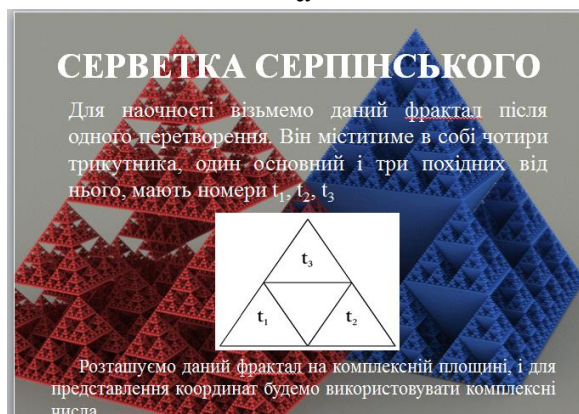 СЕРВЕТКА СЕРПІНСЬКОГО
Для наочності візьмемо даний фрактал після
одного перетворення. Він міститиме в собі чотири
трикутника, один основний і три похідних від
нього, мають номери t₁, t₂, t₃
t₃
t₁ t₂
Розташуємо даний фрактал на комплексній площині, і для
представлення координат будемо використовувати комплексні
числа